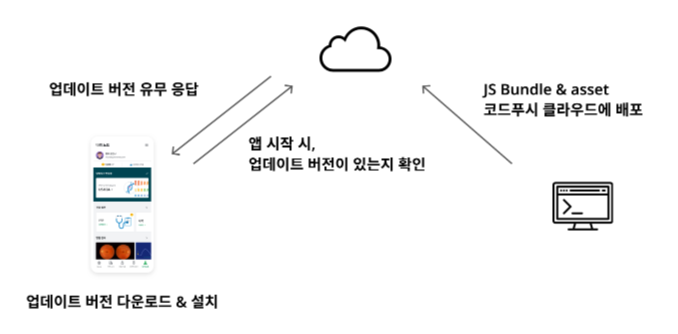 업데이트 버전 유무 응답
JS Bundle & asset
코드푸시 클라우드에 배포
앱 시작 시,
업데이트 버전이 있는지 확인
업데이트 버전 다운로드 & 설치